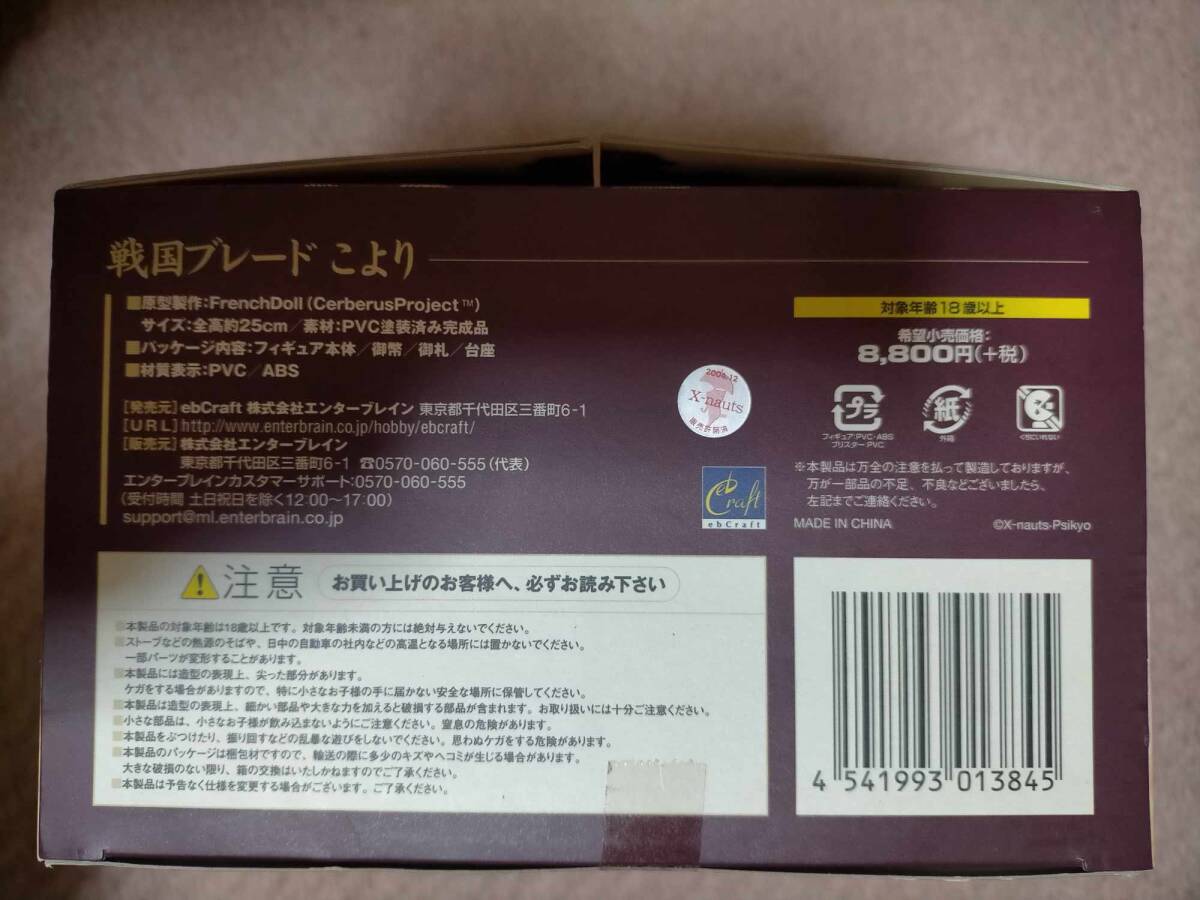 戦国ブレード こより
■原型製作:FrenchDoll(CerberusProject™)
サイズ:全高約25cm/素材:PVC塗装済み完成品
■パッケージ内容:フィギュア本体/御幣/御札/台座
■材質表示:PVC/ABS
[発売元]ebCraft 株式会社エンターブレイン 東京都千代田区三番町6-1
[URL]http://www.enterbrain.co.jp/hobby/ebcraft/
[販売元]株式会社エンターブレイン
東京都千代田区三番町6-1 ☎0570-060-555(代表)
エンターブレインカスタマーサポート:0570-060-555
(受付時間 土日祝日を除く12:00〜17:00)
support@ml.enterbrain.co.jp
X-nauts
販売許諾済
eb Craft
ebCraft
対象年齢18歳以上
希望小売価格:
8,800円(+税)
プラ
フィギュア:PVC・ABS
ブリスター:PVC
紙
外箱
くちにいれない
※本製品は万全の注意を払って製造しておりますが、
万が一部品の不足、不良などございましたら、
左記までご連絡ください。
MADE IN CHINA
©X-nauts・Psikyo
注意 お買い上げのお客様へ、必ずお読み下さい
■本製品の対象年齢は18歳以上です。対象年齢未満の方には絶対与えないでください。
■ストーブなどの熱源のそばや、日中の自動車の社内などの高温となる場所には置かないでください。
一部パーツが変形することがあります。
■本製品には造型の表現上、尖った部分があります。
ケガをする場合がありますので、特に小さなお子様の手に届かない安全な場所に保管してください。
■本製品は造型の表現上、細かい部品や大きな力を加えると破損する部品が含まれます。お取り扱いには十分ご注意ください。
■小さな部品は、小さなお子様が飲み込まないようにご注意ください。窒息の危険があります。
■本製品をぶつけたり、振り回すなどの乱暴な遊びをしないでください。思わぬケガをする危険があります。
■本製品のパッケージは梱包材ですので、輸送の際に多少のキズやヘコミが生じる場合があります。
大きな破損のない限り、箱の交換はいたしかねますのでご了承ください。
■本製品は予告なく仕様を変更する場合がございます。ご了承ください。
4 541993 013845